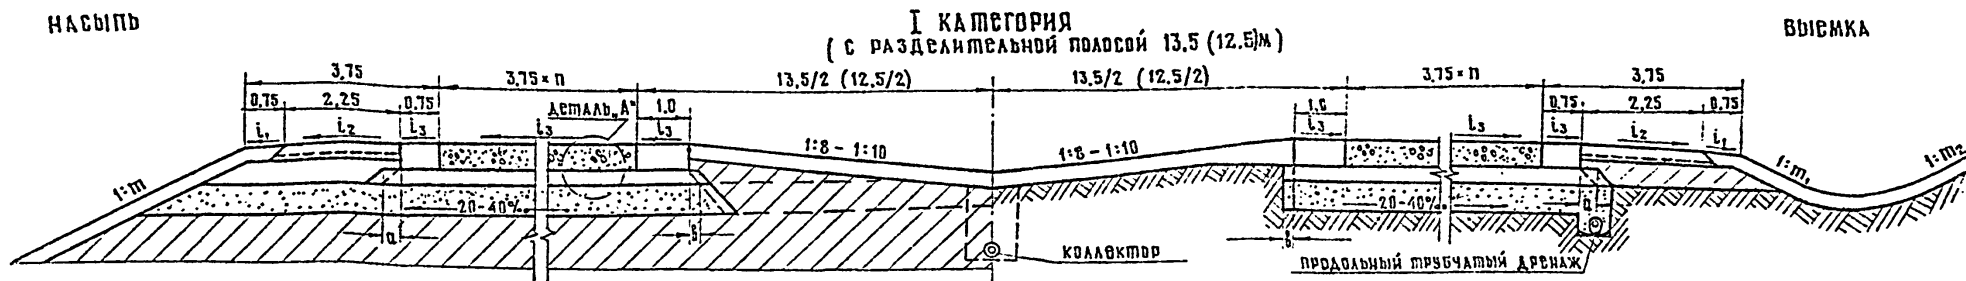 НАСЫПЬ
I КАТЕГОРИЯ
ВЫЕМКА
( С РАЗДЕЛИТЕЛЬНОЙ ПОЛОСОЙ 13.5 (12.5)М )
3,75 3,75×п 13,5/2 (12,5/2) 13,5/2 (12,5/2) 3,75×п 3,75
0,75 2,25 0,75 ДЕТАЛЬ „А" 1,0 1,0 0,75 2,25 0,75
i₁ i₂ i₃ i₃ i₃ i₃ i₃ i₃ i₂ i₁
1:8 – 1:10 1:8 – 1:10
1:m 1:m₁ 1:m₂
20-40‰ 20-40‰
а в в а
КОЛЛЕКТОР
ПРОДОЛЬНЫЙ ТРУБЧАТЫЙ ДРЕНАЖ